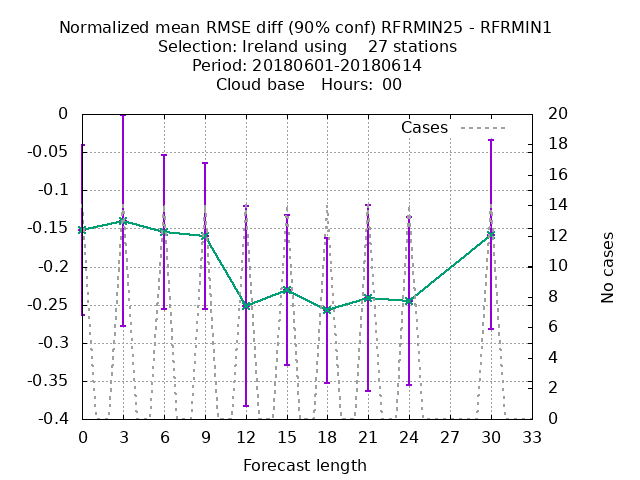 Normalized mean RMSE diff (90% conf) RFRMIN25 - RFRMIN1
Selection: Ireland using    27 stations
Period: 20180601-20180614
Cloud base   Hours:  00
Cases
0
-0.05
-0.1
-0.15
-0.2
-0.25
-0.3
-0.35
-0.4
20
18
16
14
12
10
8
6
4
2
0
No cases
0 3 6 9 12 15 18 21 24 27 30 33
Forecast length